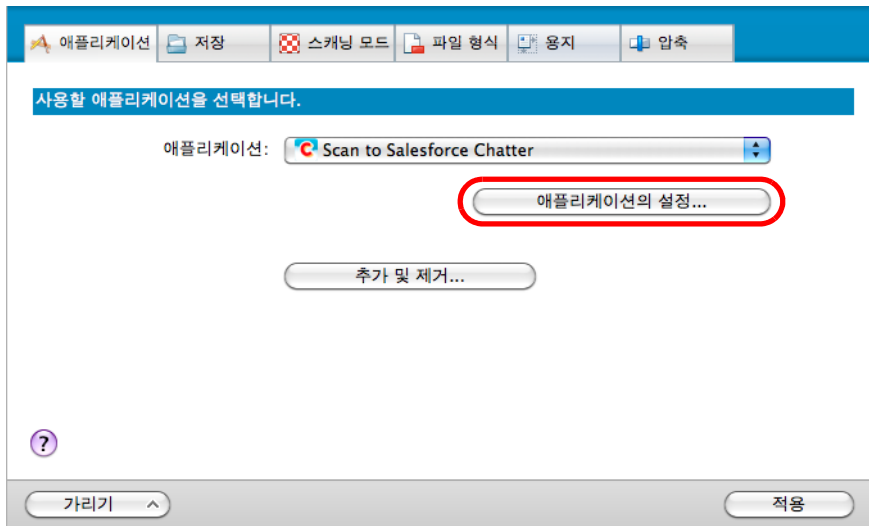 애플리케이션 저장 스캐닝 모드 파일 형식 용지 압축
사용할 애플리케이션을 선택합니다.
애플리케이션: Scan to Salesforce Chatter
애플리케이션의 설정...
추가 및 제거...
?
가리기 적용